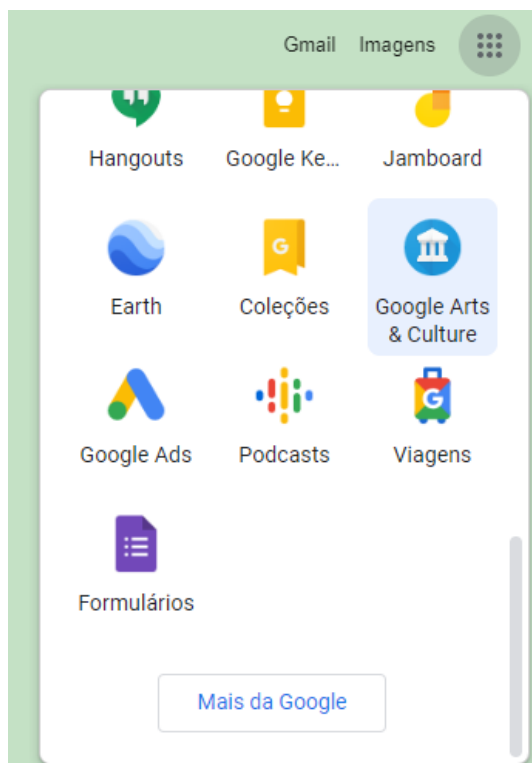 Gmail Imagens
Hangouts Google Ke... Jamboard
Earth Coleções Google Arts
& Culture
Google Ads Podcasts Viagens
Formulários
Mais da Google